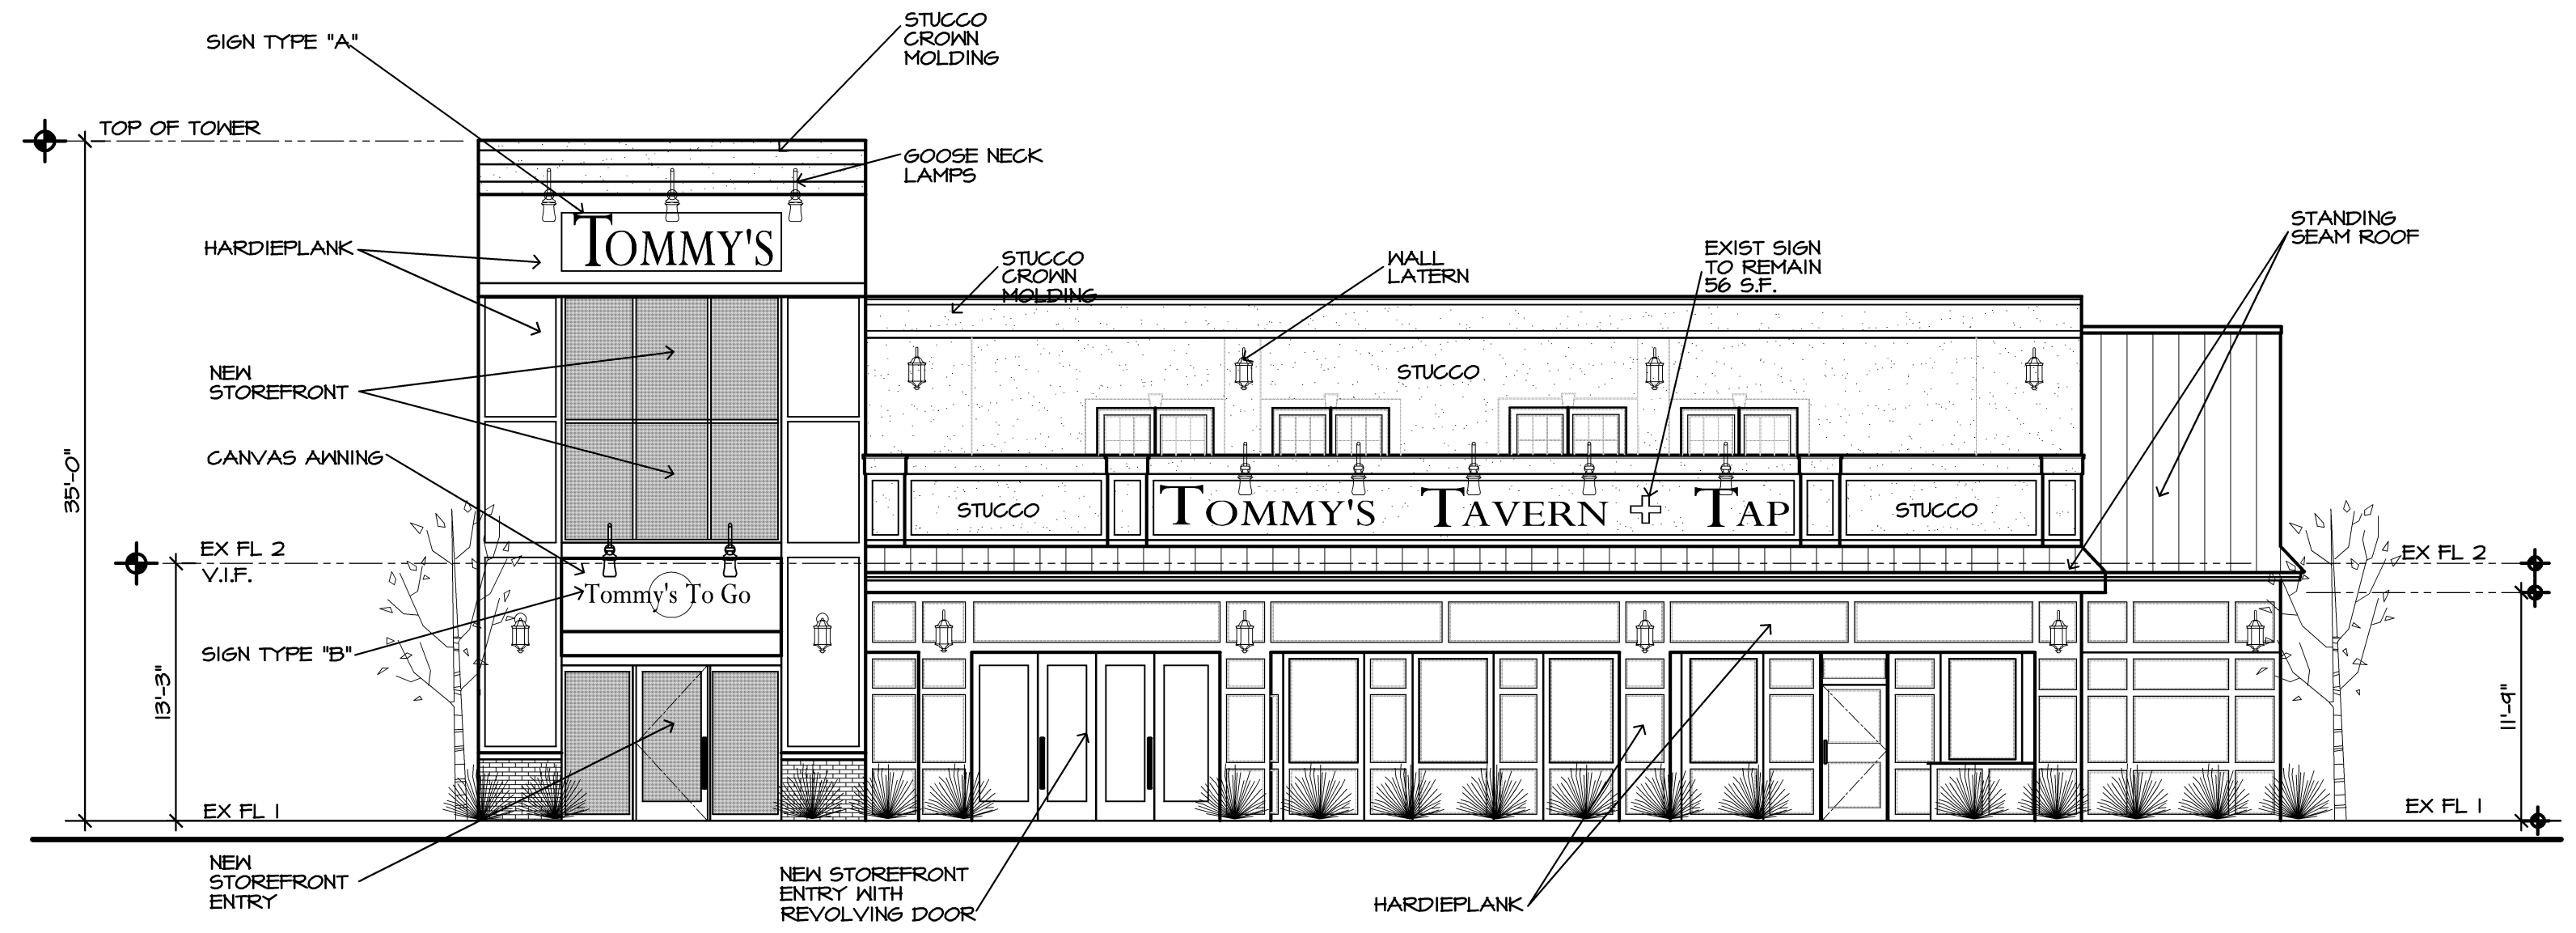 SIGN TYPE "A"
STUCCO
CROWN
MOLDING
TOP OF TOWER
GOOSE NECK
LAMPS
HARDIEPLANK
TOMMY'S
STUCCO
CROWN
MOLDING
WALL
LATERN
EXIST SIGN
TO REMAIN
56 S.F.
STANDING
SEAM ROOF
NEW
STOREFRONT
STUCCO
CANVAS AWNING
35'-0"
STUCCO
TOMMY'S TAVERN + TAP
STUCCO
EX FL 2
V.I.F.
EX FL 2
Tommy's To Go
SIGN TYPE "B"
13'-3"
11'-9"
EX FL 1
EX FL 1
NEW
STOREFRONT
ENTRY
NEW STOREFRONT
ENTRY WITH
REVOLVING DOOR
HARDIEPLANK